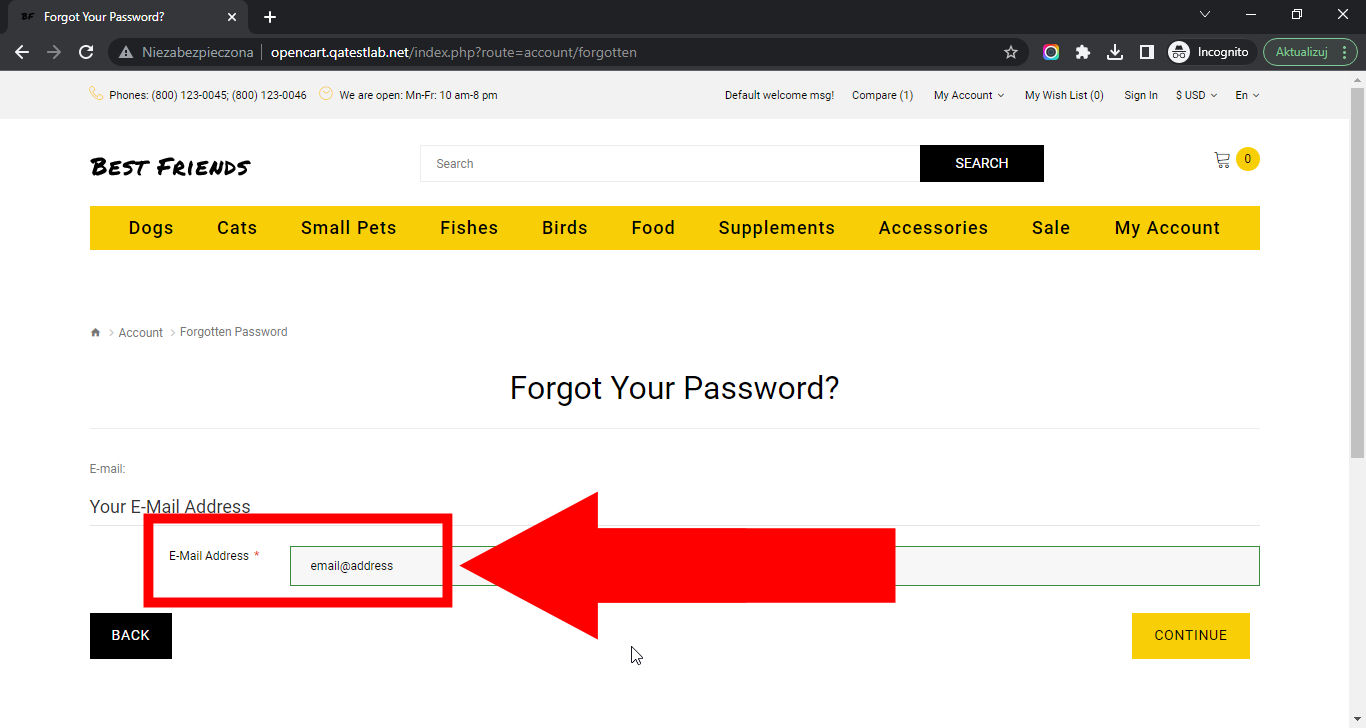 BF Forgot Your Password?
Niezabezpieczona opencart.qatestlab.net/index.php?route=account/forgotten Incognito Aktualizuj
Phones: (800) 123-0045; (800) 123-0046 We are open: Mn-Fr: 10 am-8 pm Default welcome msg! Compare (1) My Account My Wish List (0) Sign In $ USD En
BEST FRIENDS Search SEARCH 0
Dogs Cats Small Pets Fishes Birds Food Supplements Accessories Sale My Account
Account Forgotten Password
Forgot Your Password?
E-mail:
Your E-Mail Address
E-Mail Address * email@address
BACK CONTINUE